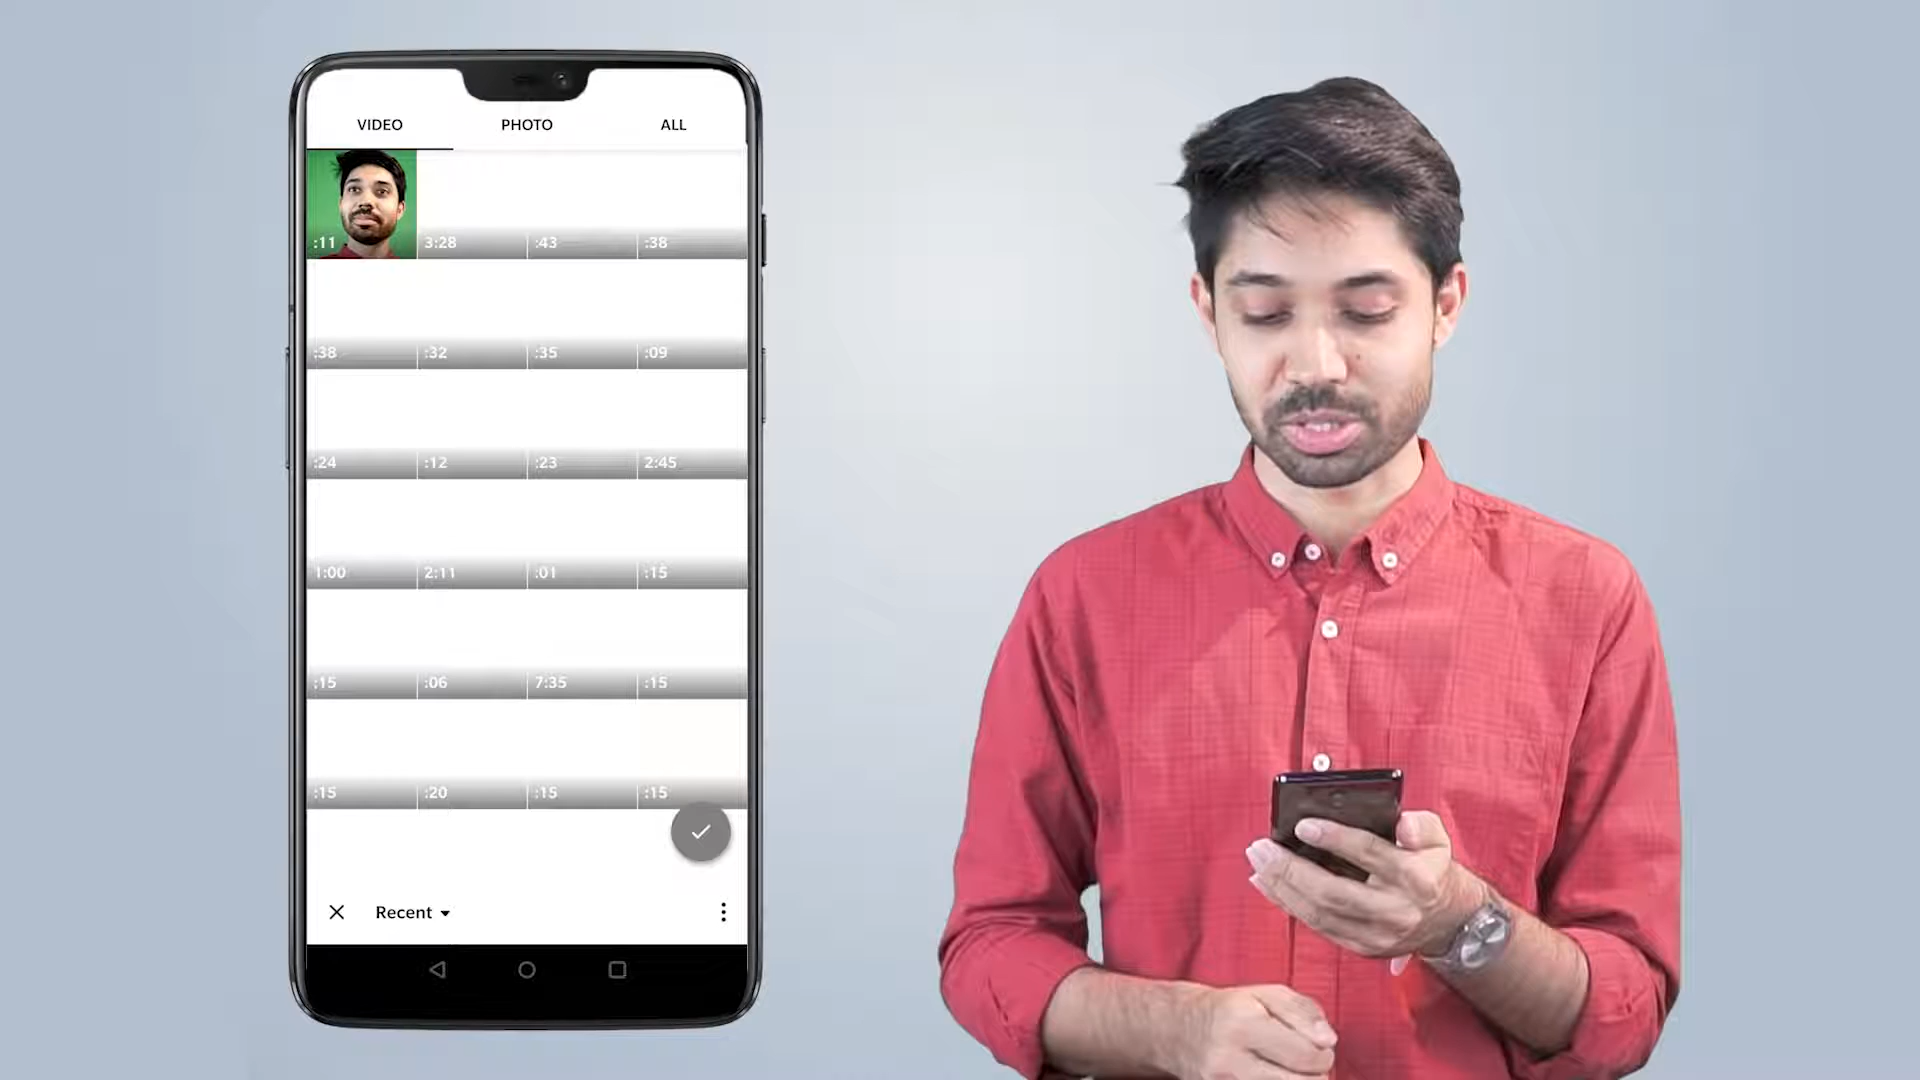 VIDEO PHOTO ALL
:11 3:28 :43 :38
:38 :32 :35 :09
:24 :12 :23 2:45
1:00 2:11 :01 :15
:15 :06 7:35 :15
:15 :20 :15 :15
Recent